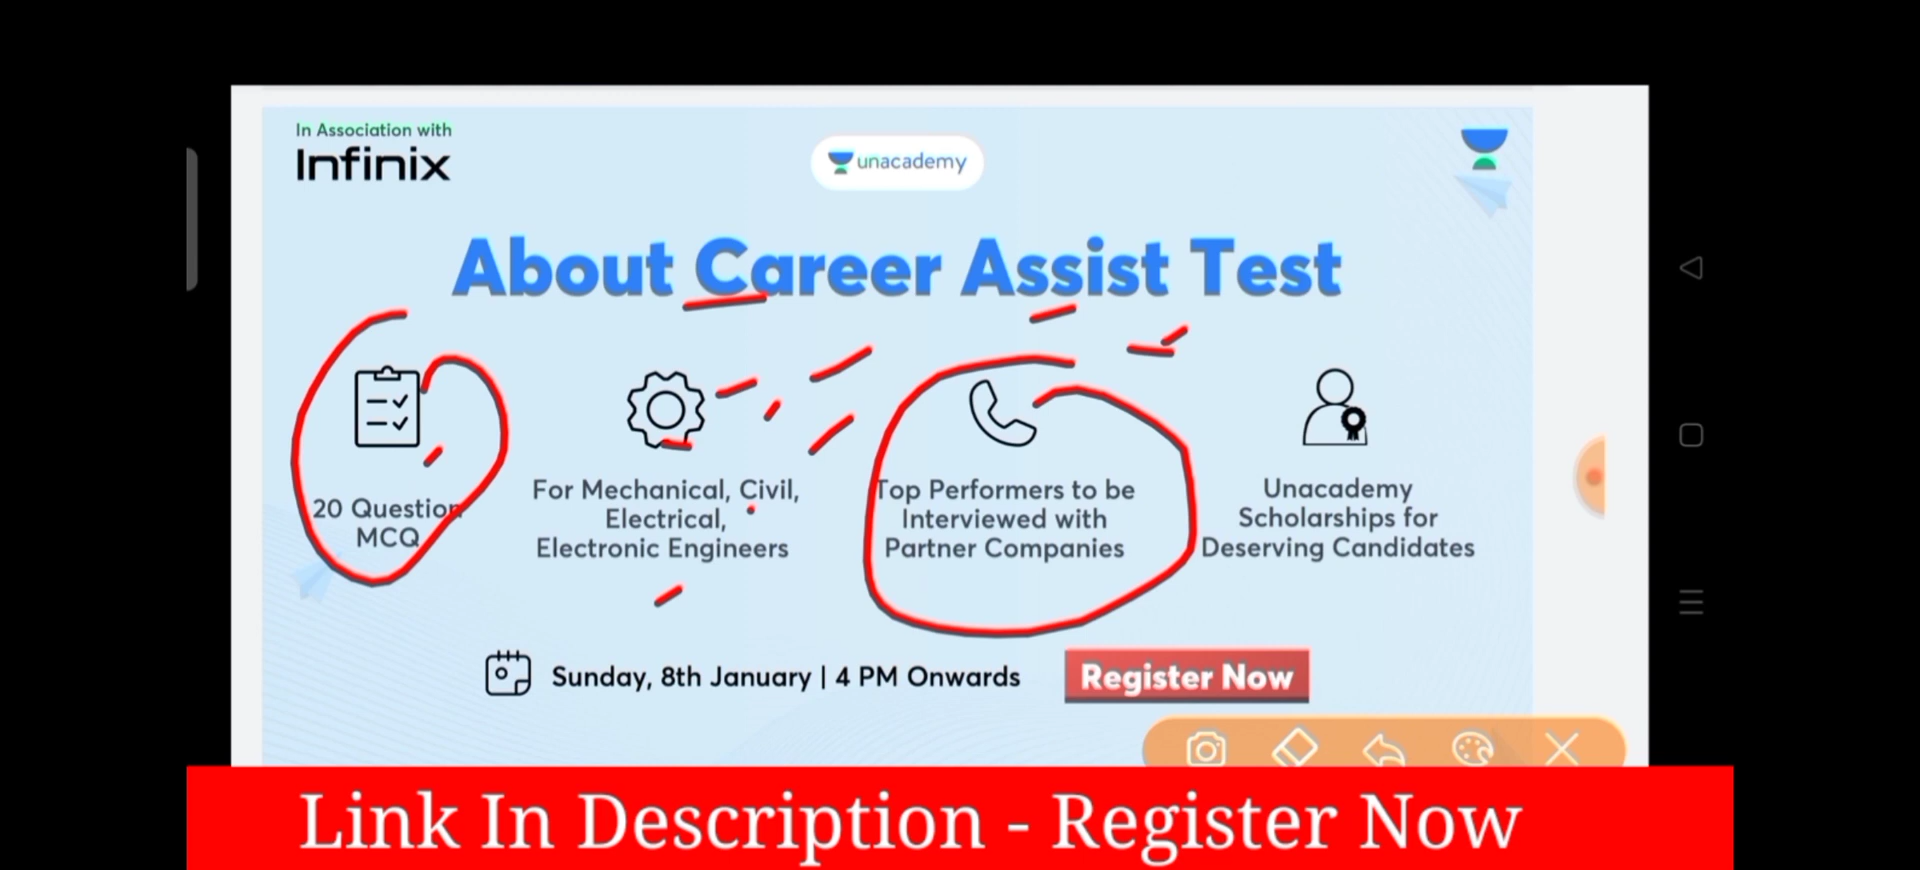 In Association with
Infinix
unacademy
About Career Assist Test
20 Question
MCQ
For Mechanical, Civil,
Electrical,
Electronic Engineers
Top Performers to be
Interviewed with
Partner Companies
Unacademy
Scholarships for
Deserving Candidates
Sunday, 8th January | 4 PM Onwards
Register Now
Link In Description - Register Now